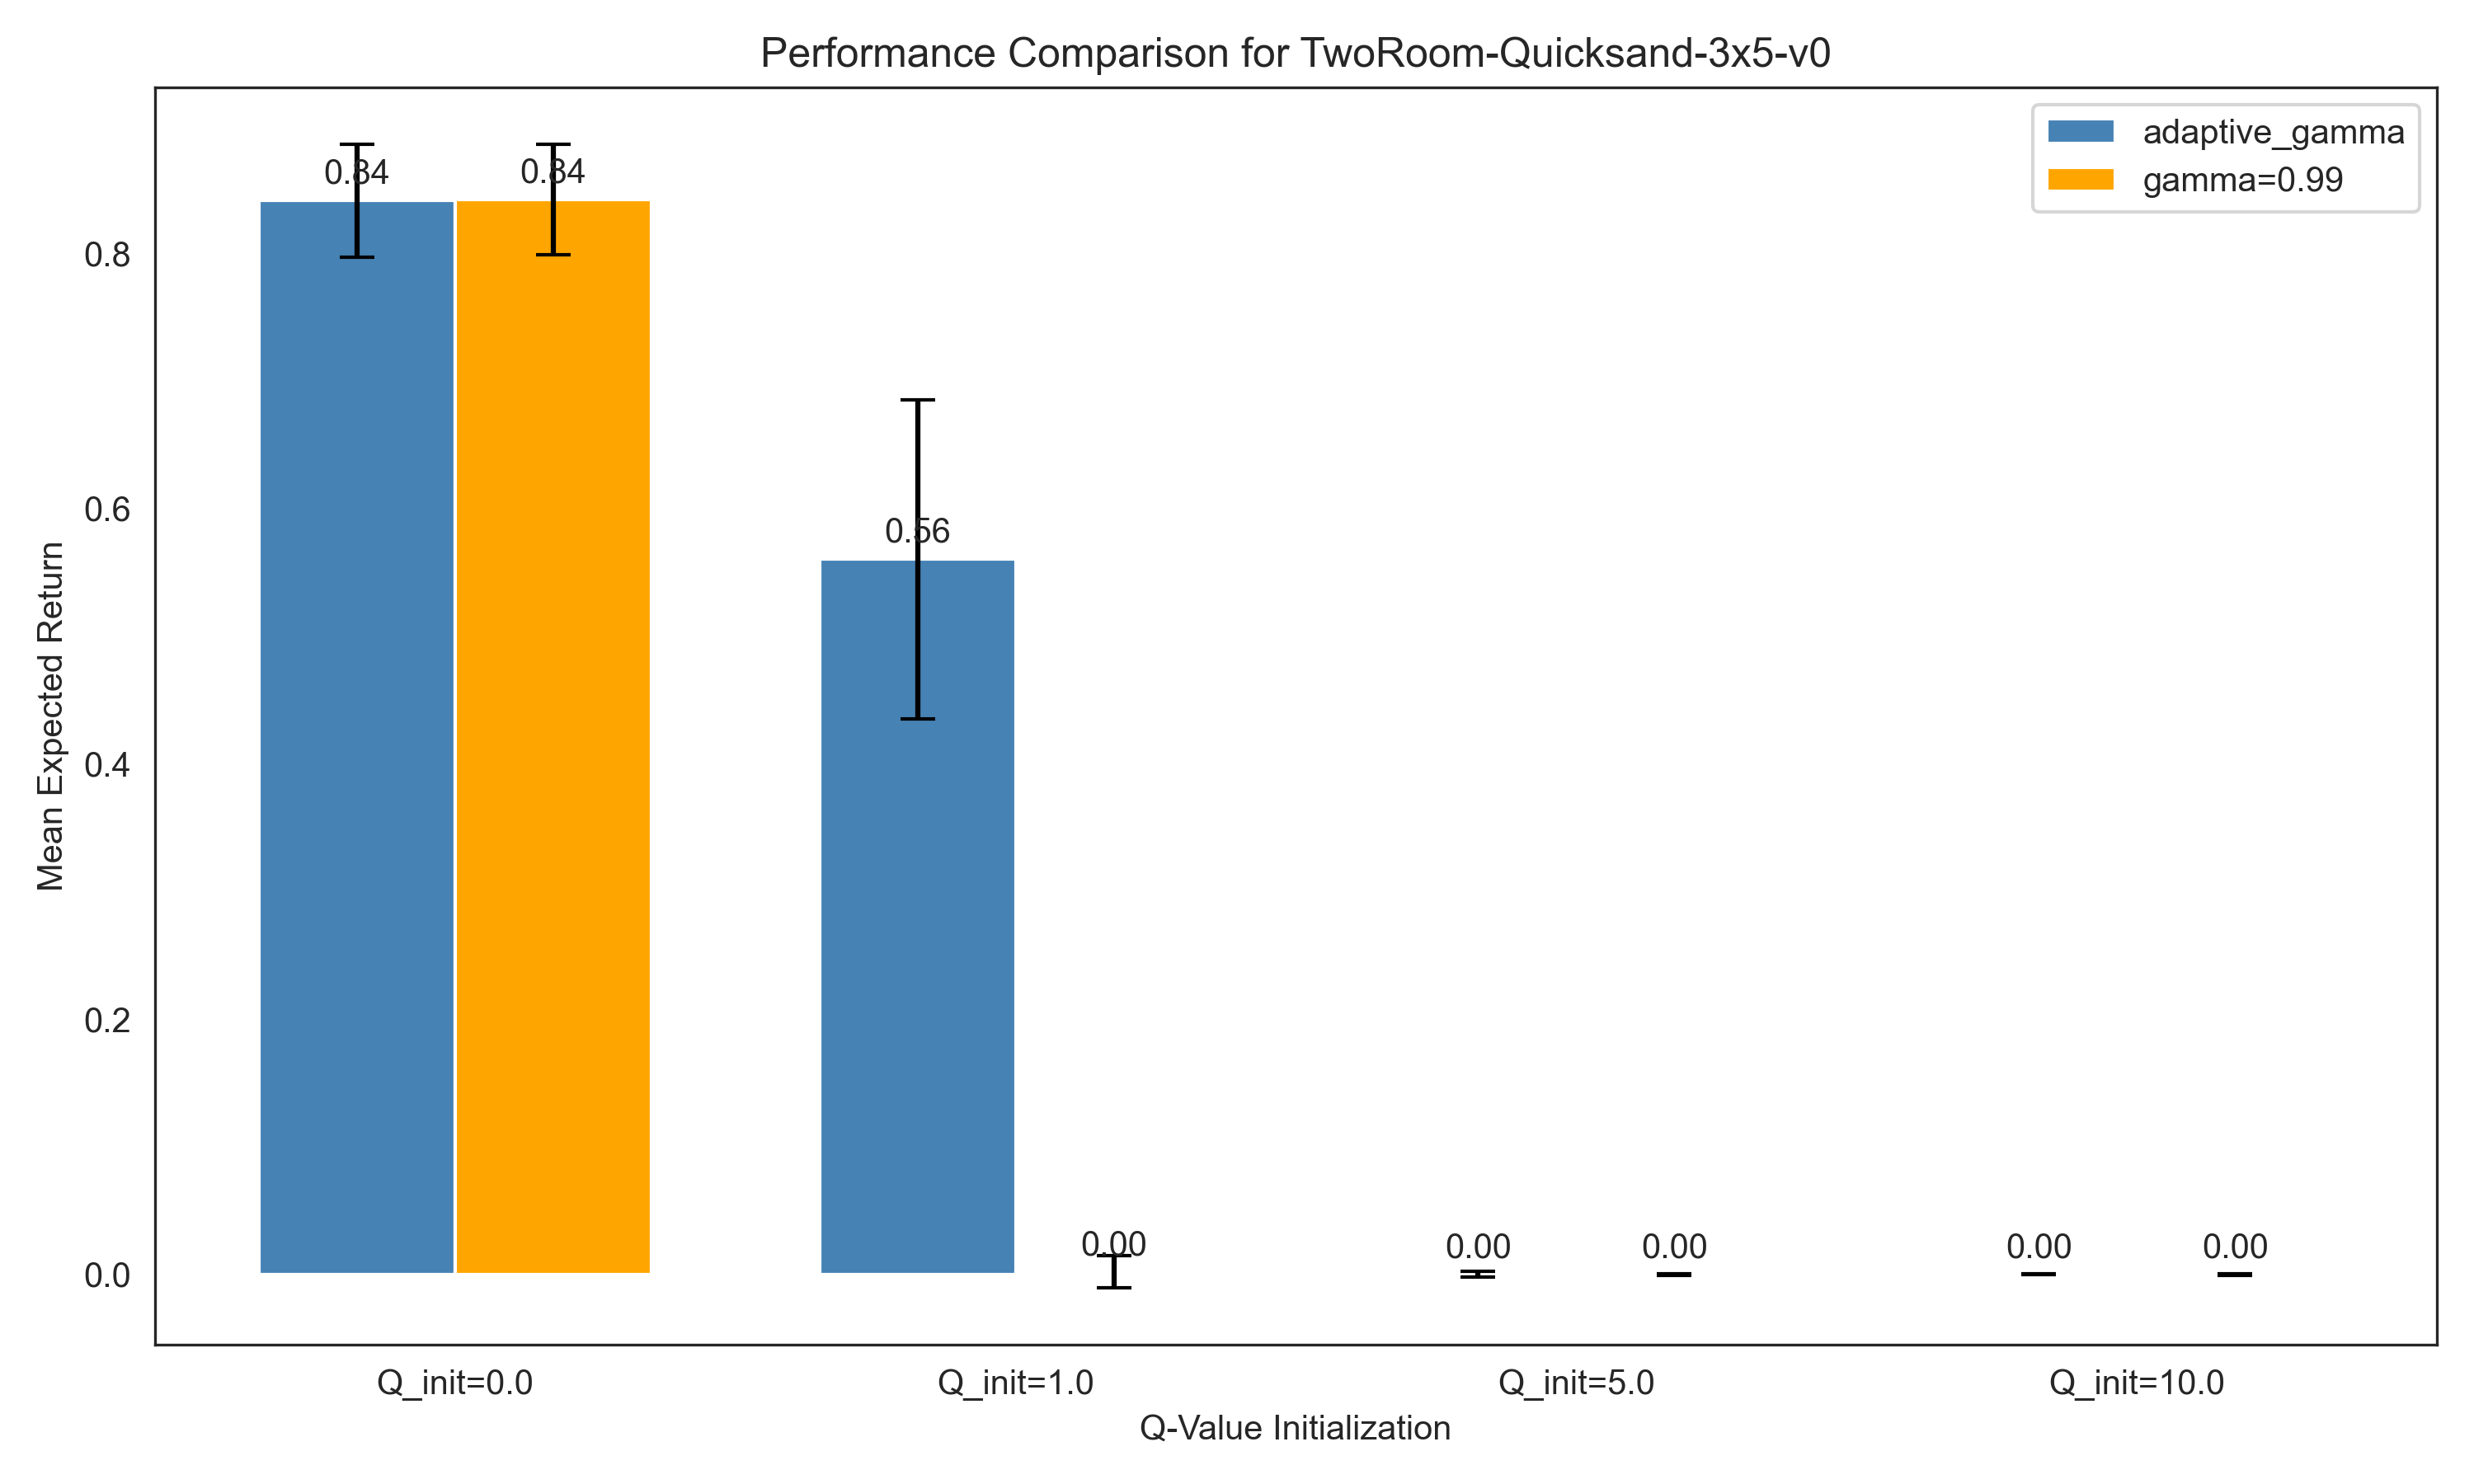 Performance Comparison for TwoRoom-Quicksand-3x5-v0
adaptive_gamma
gamma=0.99
0.84
0.84
0.56
0.00
0.00
0.00
0.00
0.00
Mean Expected Return
0.8
0.6
0.4
0.2
0.0
Q_init=0.0
Q_init=1.0
Q_init=5.0
Q_init=10.0
Q-Value Initialization